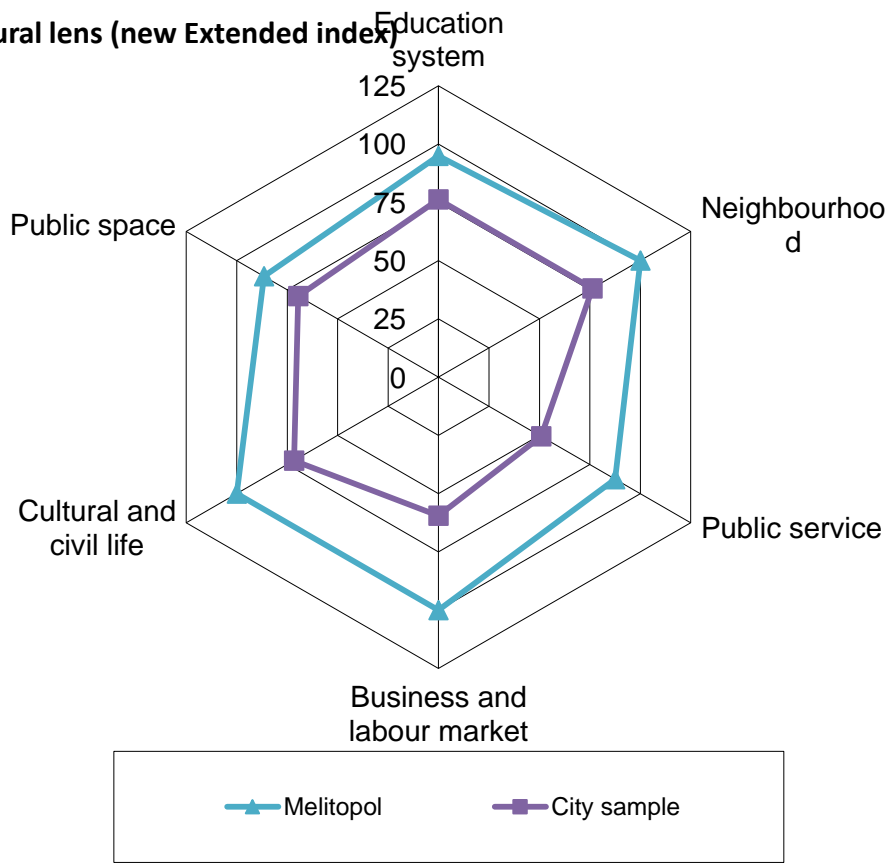 ural lens (new Extended index)
Education
system
125
100
75
50
25
0
Neighbourhoo
d
Public space
Public service
Cultural and
civil life
Business and
labour market
Melitopol
City sample